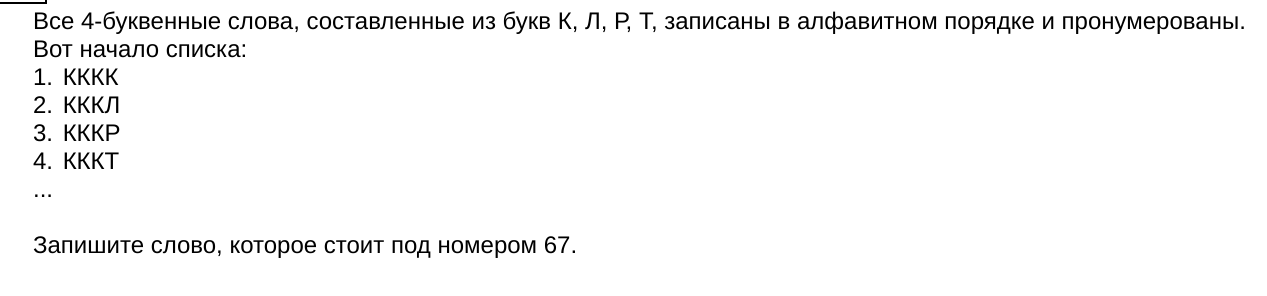 Все 4-буквенные слова, составленные из букв К, Л, Р, Т, записаны в алфавитном порядке и пронумерованы.
Вот начало списка:
1. КККК
2. КККЛ
3. КККР
4. КККТ
...
Запишите слово, которое стоит под номером 67.